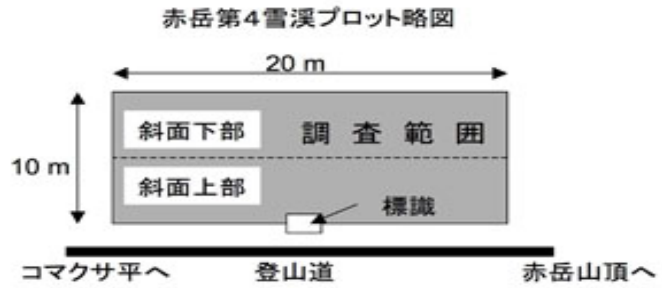 赤岳第4雪渓プロット略図
20 m
斜面下部
調査範囲
10 m
斜面上部
標識
コマクサ平へ
登山道
赤岳山頂へ